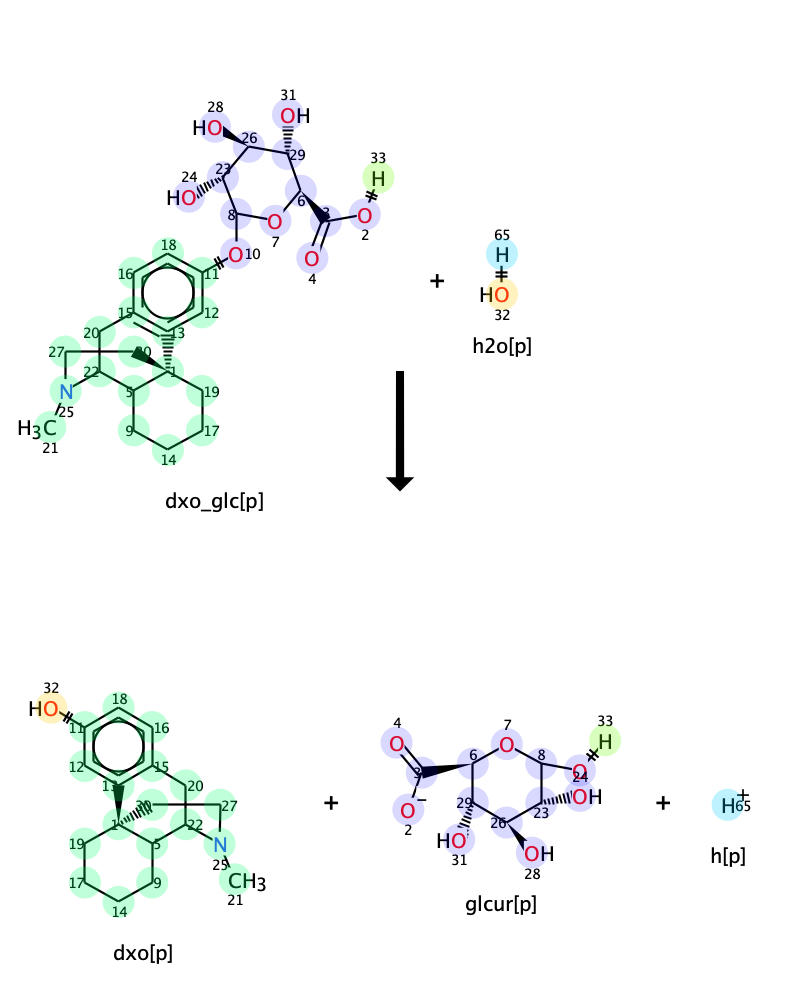 31
28
HO
OH
26
29
33
H
24
23
HO
6
3
O
2
8
O
7
O
10
O
4
18
16
11
15
12
13
20
27
30
22
1
N
25
5
19
H3C
21
9
17
14
dxo_glc[p]
+
65
H
HO
32
h2o[p]
32
HO
18
11
16
12
15
13
20
30
27
1
22
N
19
5
25
17
9
CH3
21
14
dxo[p]
+
4
O
7
O
33
H
3
6
8
O
24
O
−
2
29
23
OH
26
HO
31
OH
28
glcur[p]
+
H
+
65
h[p]